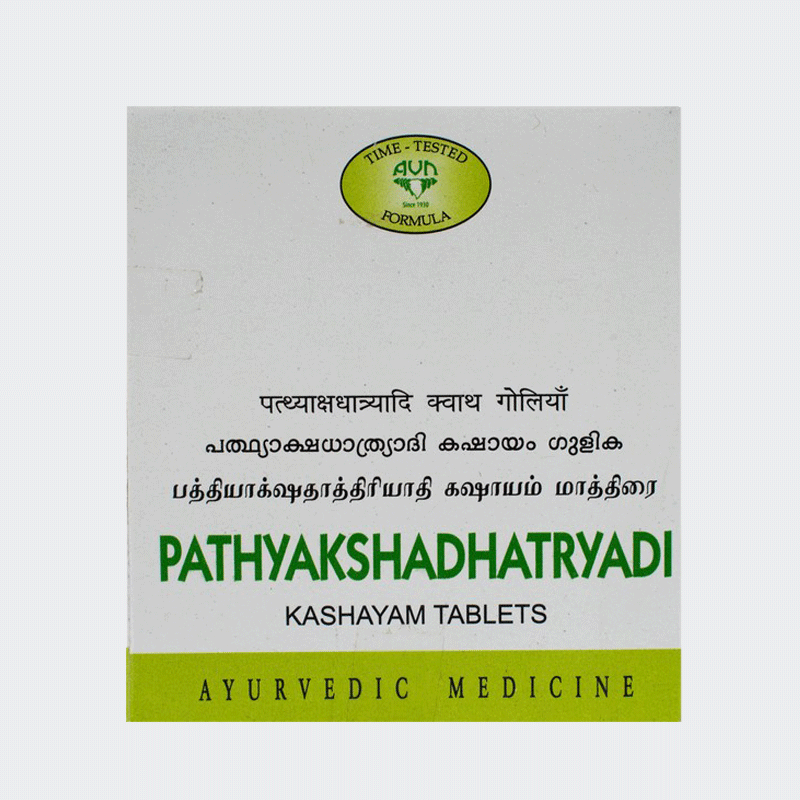 TIME - TESTED
AVN
Since 1930
FORMULA
पत्थ्याक्षधात्र्यादि क्वाथ गोलियाँ
പത്ഥ്യാക്ഷധാത്ര്യാദി കഷായം ഗുളിക
பத்தியாக்ஷதாத்திரியாதி கஷாயம் மாத்திரை
PATHYAKSHADHATRYADI
KASHAYAM TABLETS
AYURVEDIC MEDICINE